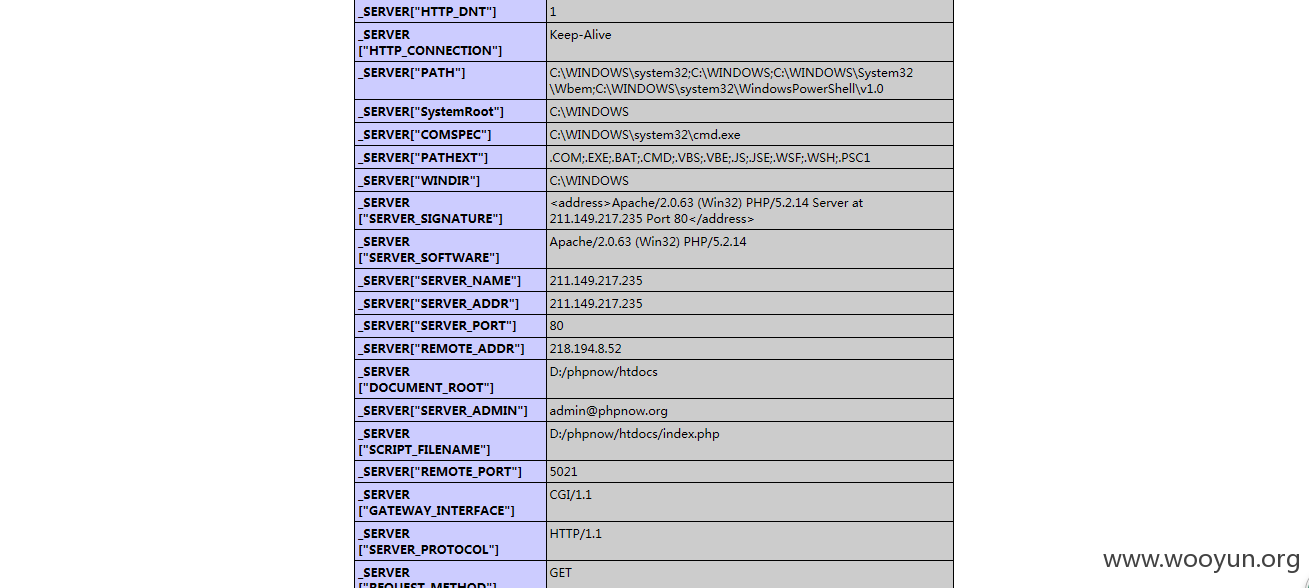 _SERVER["HTTP_DNT"] 1
_SERVER Keep-Alive
["HTTP_CONNECTION"]
_SERVER["PATH"] C:\WINDOWS\system32;C:\WINDOWS;C:\WINDOWS\System32
\Wbem;C:\WINDOWS\system32\WindowsPowerShell\v1.0
_SERVER["SystemRoot"] C:\WINDOWS
_SERVER["COMSPEC"] C:\WINDOWS\system32\cmd.exe
_SERVER["PATHEXT"] .COM;.EXE;.BAT;.CMD;.VBS;.VBE;.JS;.JSE;.WSF;.WSH;.PSC1
_SERVER["WINDIR"] C:\WINDOWS
_SERVER <address>Apache/2.0.63 (Win32) PHP/5.2.14 Server at
["SERVER_SIGNATURE"] 211.149.217.235 Port 80</address>
_SERVER Apache/2.0.63 (Win32) PHP/5.2.14
["SERVER_SOFTWARE"]
_SERVER["SERVER_NAME"] 211.149.217.235
_SERVER["SERVER_ADDR"] 211.149.217.235
_SERVER["SERVER_PORT"] 80
_SERVER["REMOTE_ADDR"] 218.194.8.52
_SERVER D:/phpnow/htdocs
["DOCUMENT_ROOT"]
_SERVER["SERVER_ADMIN"] admin@phpnow.org
_SERVER D:/phpnow/htdocs/index.php
["SCRIPT_FILENAME"]
_SERVER["REMOTE_PORT"] 5021
_SERVER CGI/1.1
["GATEWAY_INTERFACE"]
_SERVER HTTP/1.1
["SERVER_PROTOCOL"]
_SERVER GET
["REQUEST_METHOD"]
www.wooyun.org